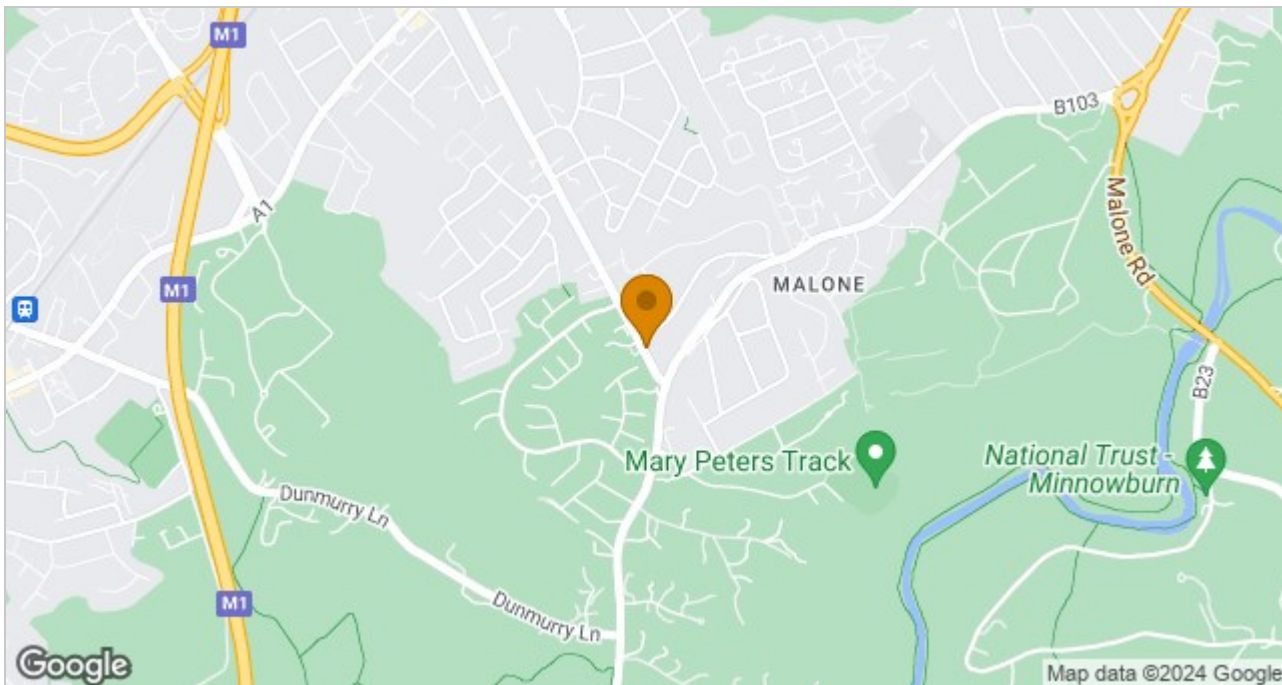 M1
B103
A1
Malone Rd
MALONE
M1
B23
Mary Peters Track
National Trust -
Minnowburn
Dunmurry Ln
M1
Dunmurry Ln
Google
Map data ©2024 Google